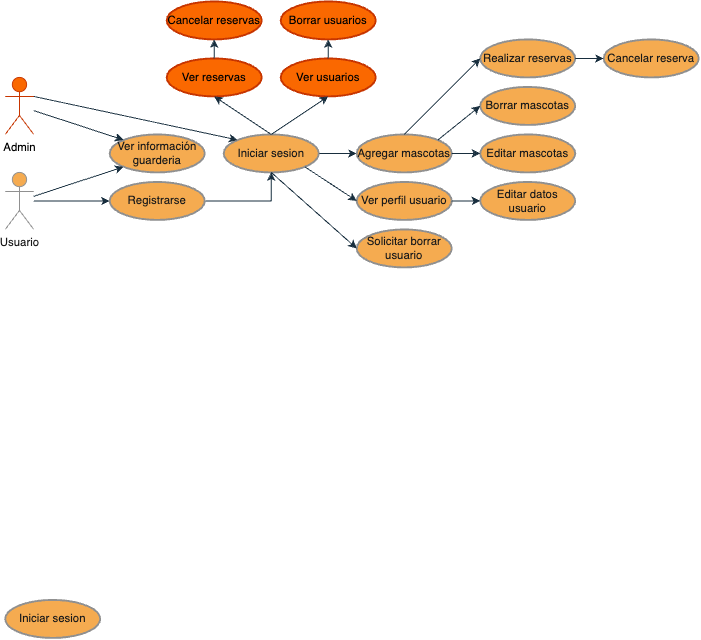 Cancelar reservas
Borrar usuarios
Ver reservas
Ver usuarios
Realizar reservas
Cancelar reserva
Borrar mascotas
Admin
Ver información
guarderia
Iniciar sesion
Agregar mascotas
Editar mascotas
Registrarse
Ver perfil usuario
Editar datos
usuario
Usuario
Solicitar borrar
usuario
Iniciar sesion